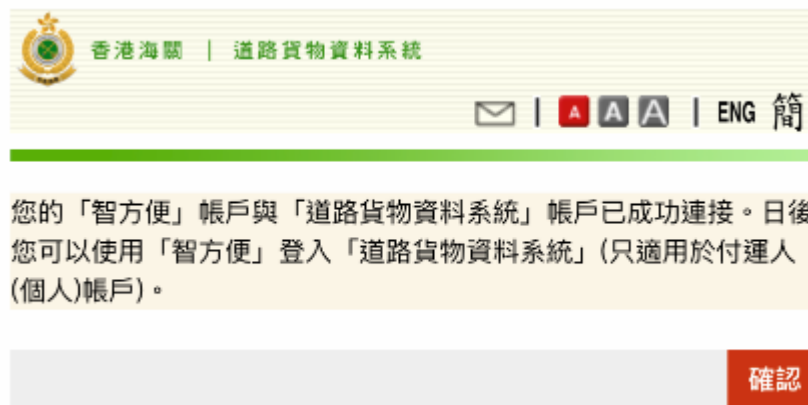 香港海關 | 道路貨物資料系統
A A A | ENG 簡
您的「智方便」帳戶與「道路貨物資料系統」帳戶已成功連接。日後
您可以使用「智方便」登入「道路貨物資料系統」(只適用於付運人
(個人)帳戶)。
確認